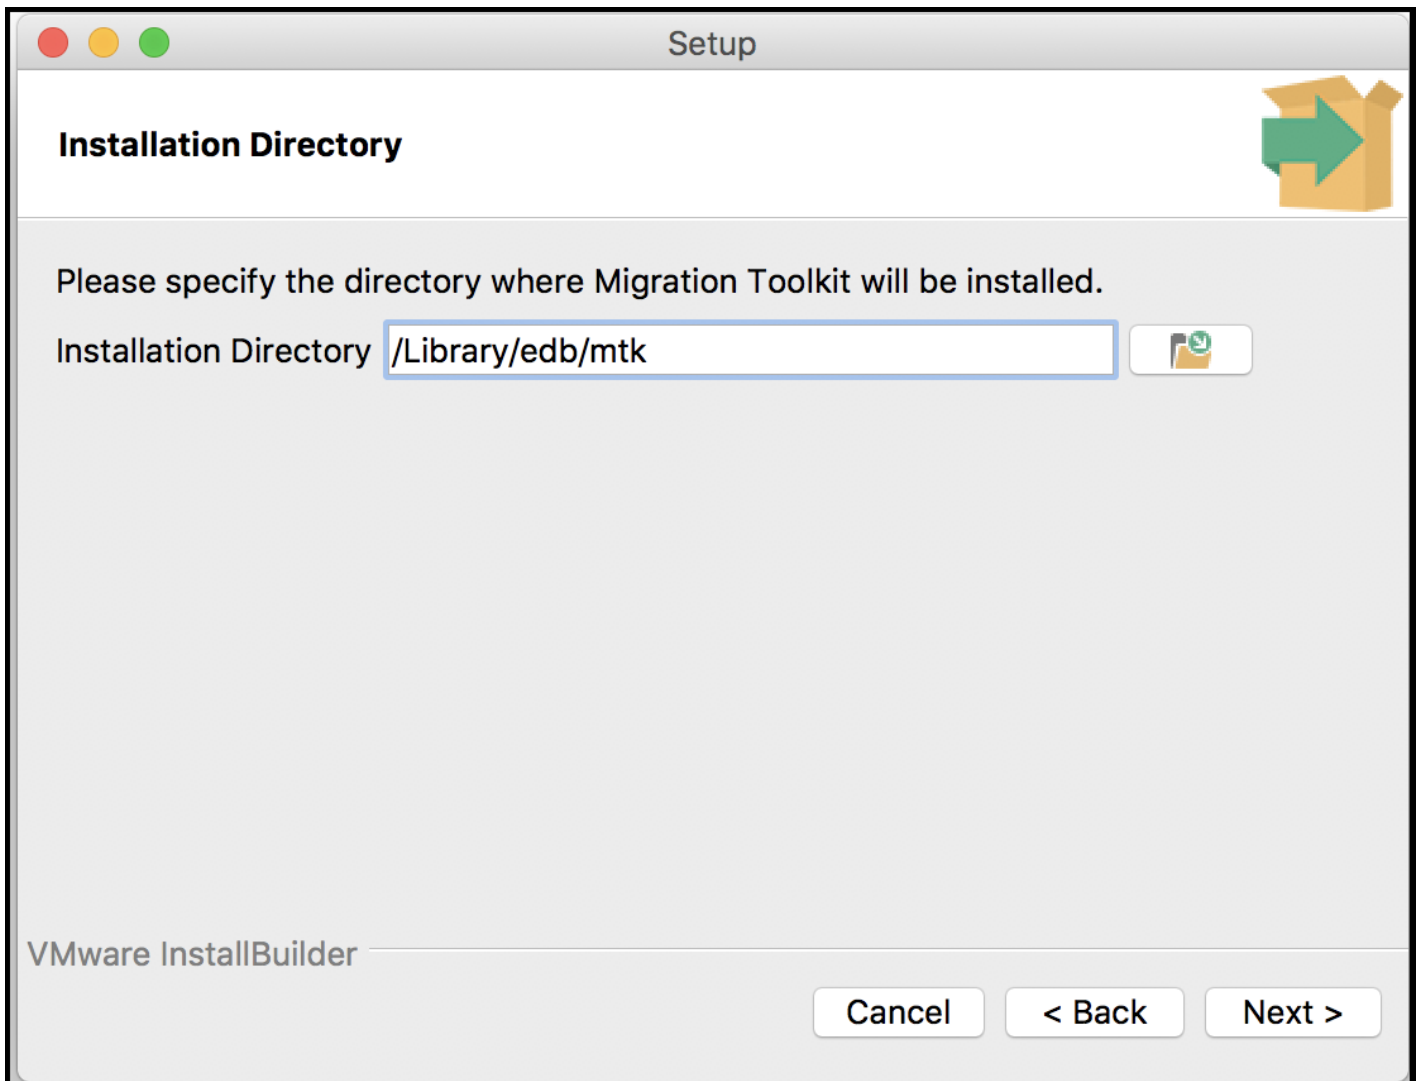 Setup
Installation Directory
Please specify the directory where Migration Toolkit will be installed.
Installation Directory /Library/edb/mtk
VMware InstallBuilder
Cancel < Back Next >